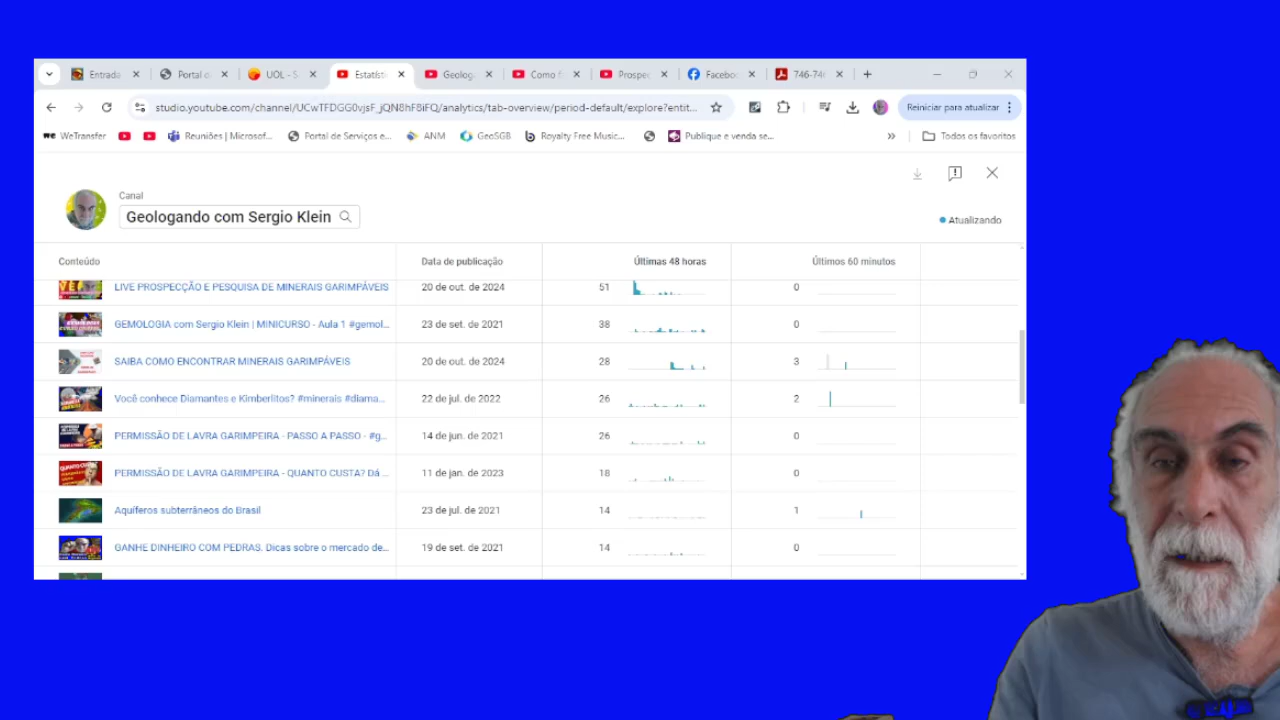 Entrada
Portal d
UOL - S
Estatísti
Geolog
Como E
Prospec
Faceboo
746-746
studio.youtube.com/channel/UCwTFDGG0vjsF_jQN8hF8iFQ/analytics/tab-overview/period-default/explore?entit...
Reiniciar para atualizar
WeTransfer
Reuniões | Microsof...
Portal de Serviços e...
ANM
GeoSGB
Royalty Free Music...
Publique e venda se...
Todos os favoritos
Canal
Geologando com Sergio Klein
Atualizando
Conteúdo Data de publicação Últimas 48 horas Últimos 60 minutos
LIVE PROSPECÇÃO E PESQUISA DE MINERAIS GARIMPÁVEIS 20 de out. de 2024 51 0
GEMOLOGIA com Sergio Klein | MINICURSO - Aula 1 #gemol... 23 de set. de 2021 38 0
SAIBA COMO ENCONTRAR MINERAIS GARIMPÁVEIS 20 de out. de 2024 28 3
Você conhece Diamantes e Kimberlitos? #minerais #diama... 22 de jul. de 2022 26 2
PERMISSÃO DE LAVRA GARIMPEIRA - PASSO A PASSO - #g... 14 de jun. de 2021 26 0
PERMISSÃO DE LAVRA GARIMPEIRA - QUANTO CUSTA? Dá ... 11 de jan. de 2023 18 0
Aquíferos subterrâneos do Brasil 23 de jul. de 2021 14 1
GANHE DINHEIRO COM PEDRAS. Dicas sobre o mercado de... 19 de set. de 2021 14 0